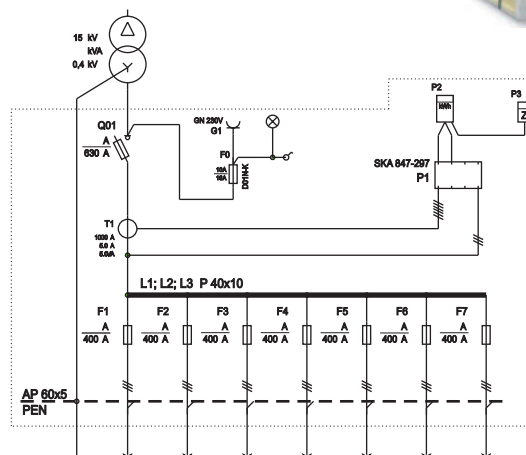 15 kV
kVA
0,4 kV
P2
P3
kWh
Z
Q01
A
630 A
GN 230V
G1
F0
10A
16A
D01N-K
SKA 847-297
P1
T1
1000 A
5.0 A
5.0VA
L1; L2; L3 P 40x10
F1
A
400 A
F2
A
400 A
F3
A
400 A
F4
A
400 A
F5
A
400 A
F6
A
400 A
F7
A
400 A
AP 60x5
PEN